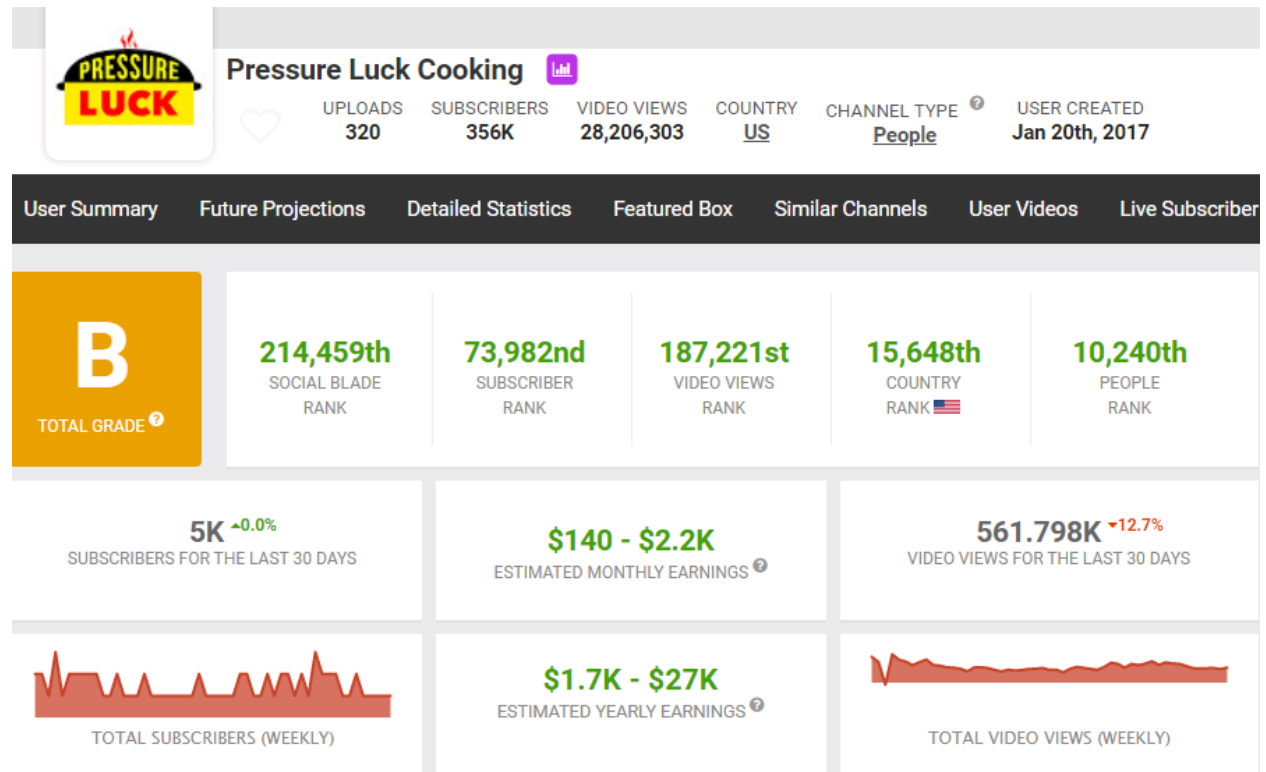 PRESSURE
LUCK
Pressure Luck Cooking
UPLOADS SUBSCRIBERS VIDEO VIEWS COUNTRY CHANNEL TYPE ? USER CREATED
320 356K 28,206,303 US People Jan 20th, 2017
User Summary Future Projections Detailed Statistics Featured Box Similar Channels User Videos Live Subscriber
B
TOTAL GRADE ?
214,459th 73,982nd 187,221st 15,648th 10,240th
SOCIAL BLADE SUBSCRIBER VIDEO VIEWS COUNTRY PEOPLE
RANK RANK RANK RANK RANK
5K 0.0%
SUBSCRIBERS FOR THE LAST 30 DAYS
$140 - $2.2K
ESTIMATED MONTHLY EARNINGS ?
561.798K 12.7%
VIDEO VIEWS FOR THE LAST 30 DAYS
TOTAL SUBSCRIBERS (WEEKLY)
$1.7K - $27K
ESTIMATED YEARLY EARNINGS ?
TOTAL VIDEO VIEWS (WEEKLY)